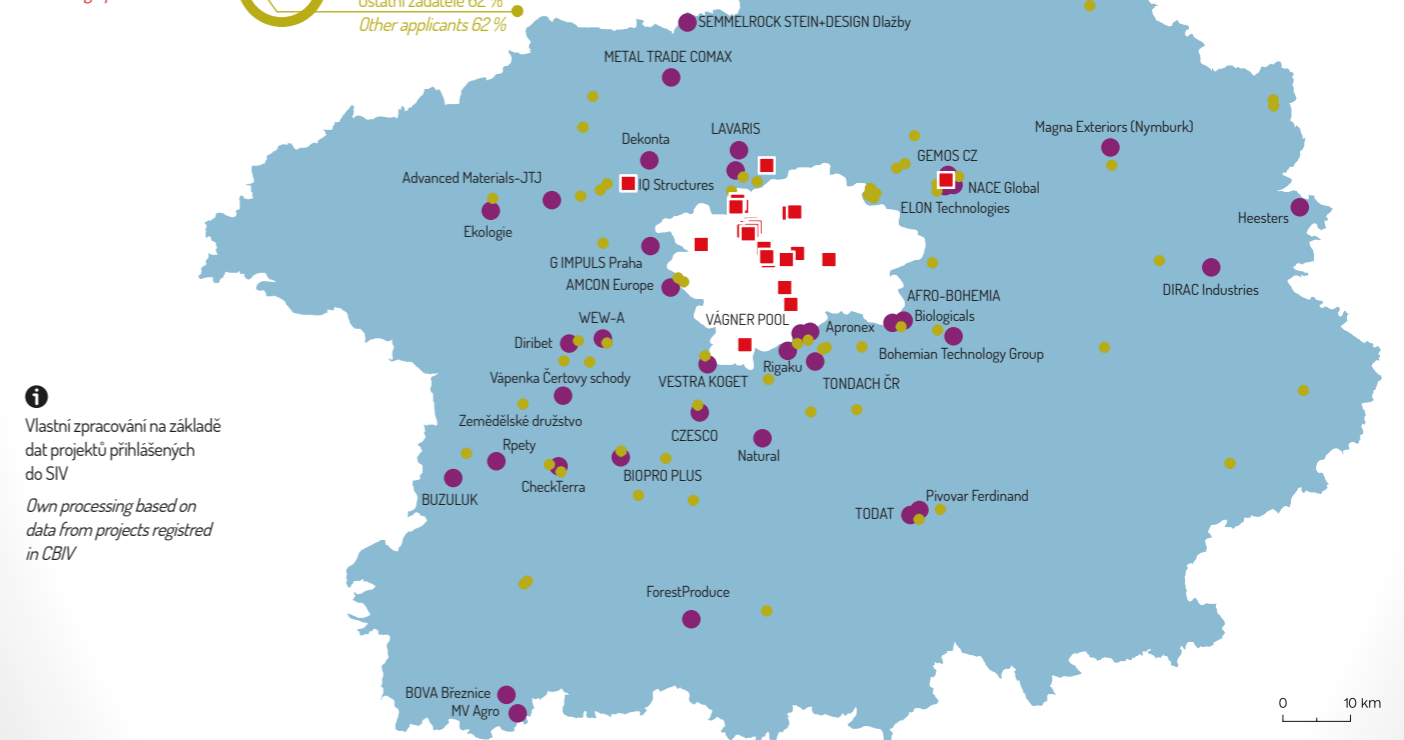 Ostatní žadatelé 62 %
Other applicants 62 %
SEMMELROCK STEIN+DESIGN Dlažby
METAL TRADE COMAX
LAVARIS
Magna Exteriors (Nymburk)
Dekonta
GEMOS CZ
Advanced Materials-JTJ
IQ Structures
NACE Global
ELON Technologies
Heesters
Ekologie
G IMPULS Praha
AMCON Europe
DIRAC Industries
AFRO-BOHEMIA
WEW-A
VÁGNER POOL
Biologicals
Apronex
Diribet
Bohemian Technology Group
Rigaku
Vápenka Čertovy schody
VESTRA KOGET
TONDACH ČR
Vlastní zpracování na základě
dat projektů přihlášených
do SIV
Own processing based on
data from projects registred
in CBIV
Zemědělské družstvo
CZESCO
Rpety
Natural
BIOPRO PLUS
CheckTerra
BUZULUK
Pivovar Ferdinand
TODAT
ForestProduce
BOVA Březnice
MV Agro
0 10 km